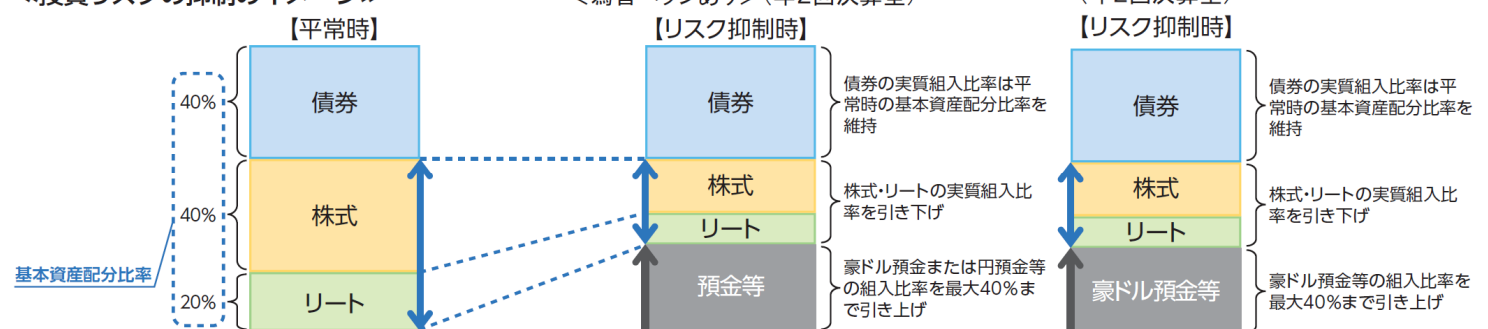 【平常時】
【リスク抑制時】
【リスク抑制時】
40%
債券
40%
株式
基本資産配分比率
20%
リート
債券
債券の実質組入比率は平
常時の基本資産配分比率を
維持
株式
株式・リートの実質組入比
率を引き下げ
リート
預金等
豪ドル預金または円預金等
の組入比率を最大40%ま
で引き上げ
債券
債券の実質組入比率は平
常時の基本資産配分比率を
維持
株式
株式・リートの実質組入比
率を引き下げ
リート
豪ドル預金等
豪ドル預金等の組入比率を
最大40%まで引き上げ